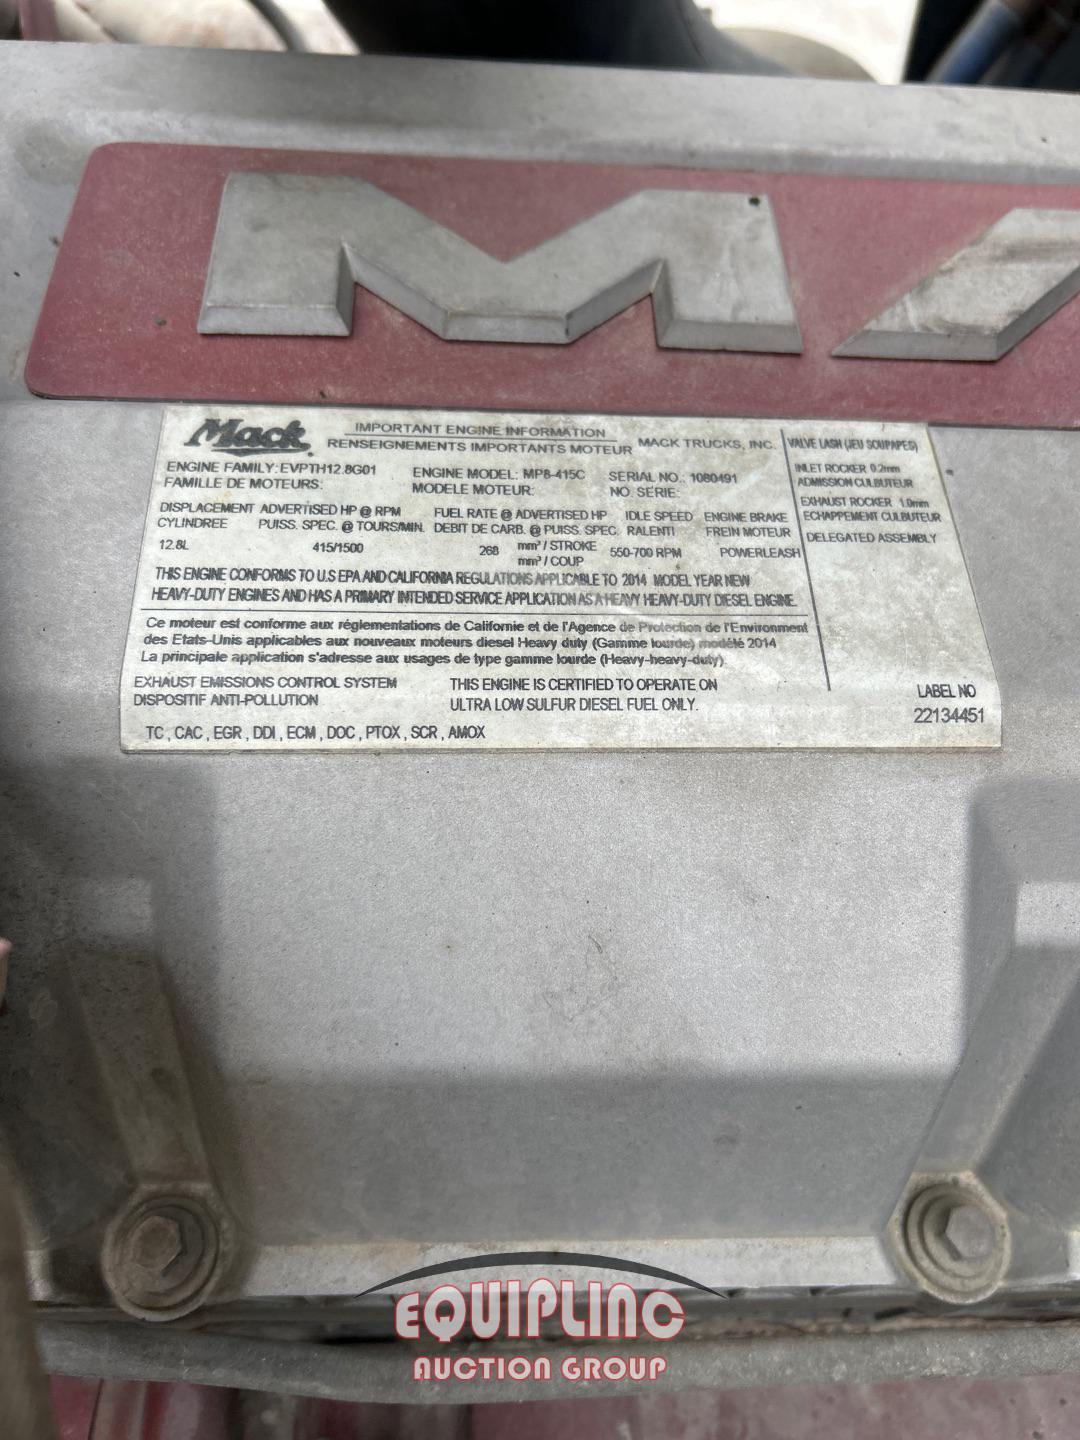 MA
Mack
IMPORTANT ENGINE INFORMATION
RENSEIGNEMENTS IMPORTANTS MOTEUR
MACK TRUCKS, INC.
ENGINE FAMILY: EVPTH12.8G01
FAMILLE DE MOTEURS:
ENGINE MODEL: MP8-415C
MODELE MOTEUR:
SERIAL NO.: 1080491
NO. SERIE:
DISPLACEMENT ADVERTISED HP @ RPM FUEL RATE @ ADVERTISED HP IDLE SPEED ENGINE BRAKE
CYLINDREE PUISS. SPEC. @ TOURS/MIN. DEBIT DE CARB. @ PUISS. SPEC. RALENTI FREIN MOTEUR
12.8L 415/1500 268 mm³ / STROKE 550-700 RPM POWERLEASH
mm³ / COUP
THIS ENGINE CONFORMS TO U.S EPA AND CALIFORNIA REGULATIONS APPLICABLE TO 2014 MODEL YEAR NEW
HEAVY-DUTY ENGINES AND HAS A PRIMARY INTENDED SERVICE APPLICATION AS A HEAVY HEAVY-DUTY DIESEL ENGINE.
Ce moteur est conforme aux réglementations de Californie et de l'Agence de Protection de l'Environment
des Etats-Unis applicables aux nouveaux moteurs diesel Heavy duty (Gamme lourde) modèlé 2014
La principale application s'adresse aux usages de type gamme lourde (Heavy-heavy-duty)
EXHAUST EMISSIONS CONTROL SYSTEM
DISPOSITIF ANTI-POLLUTION
THIS ENGINE IS CERTIFIED TO OPERATE ON
ULTRA LOW SULFUR DIESEL FUEL ONLY.
TC , CAC , EGR , DDI , ECM , DOC , PTOX , SCR , AMOX
VALVE LASH (JEU SOUPAPES)
INLET ROCKER 0.2mm
ADMISSION CULBUTEUR
EXHAUST ROCKER 1.0mm
ECHAPPEMENT CULBUTEUR
DELEGATED ASSEMBLY
LABEL NO
22134451
EQUIPLINC
AUCTION GROUP